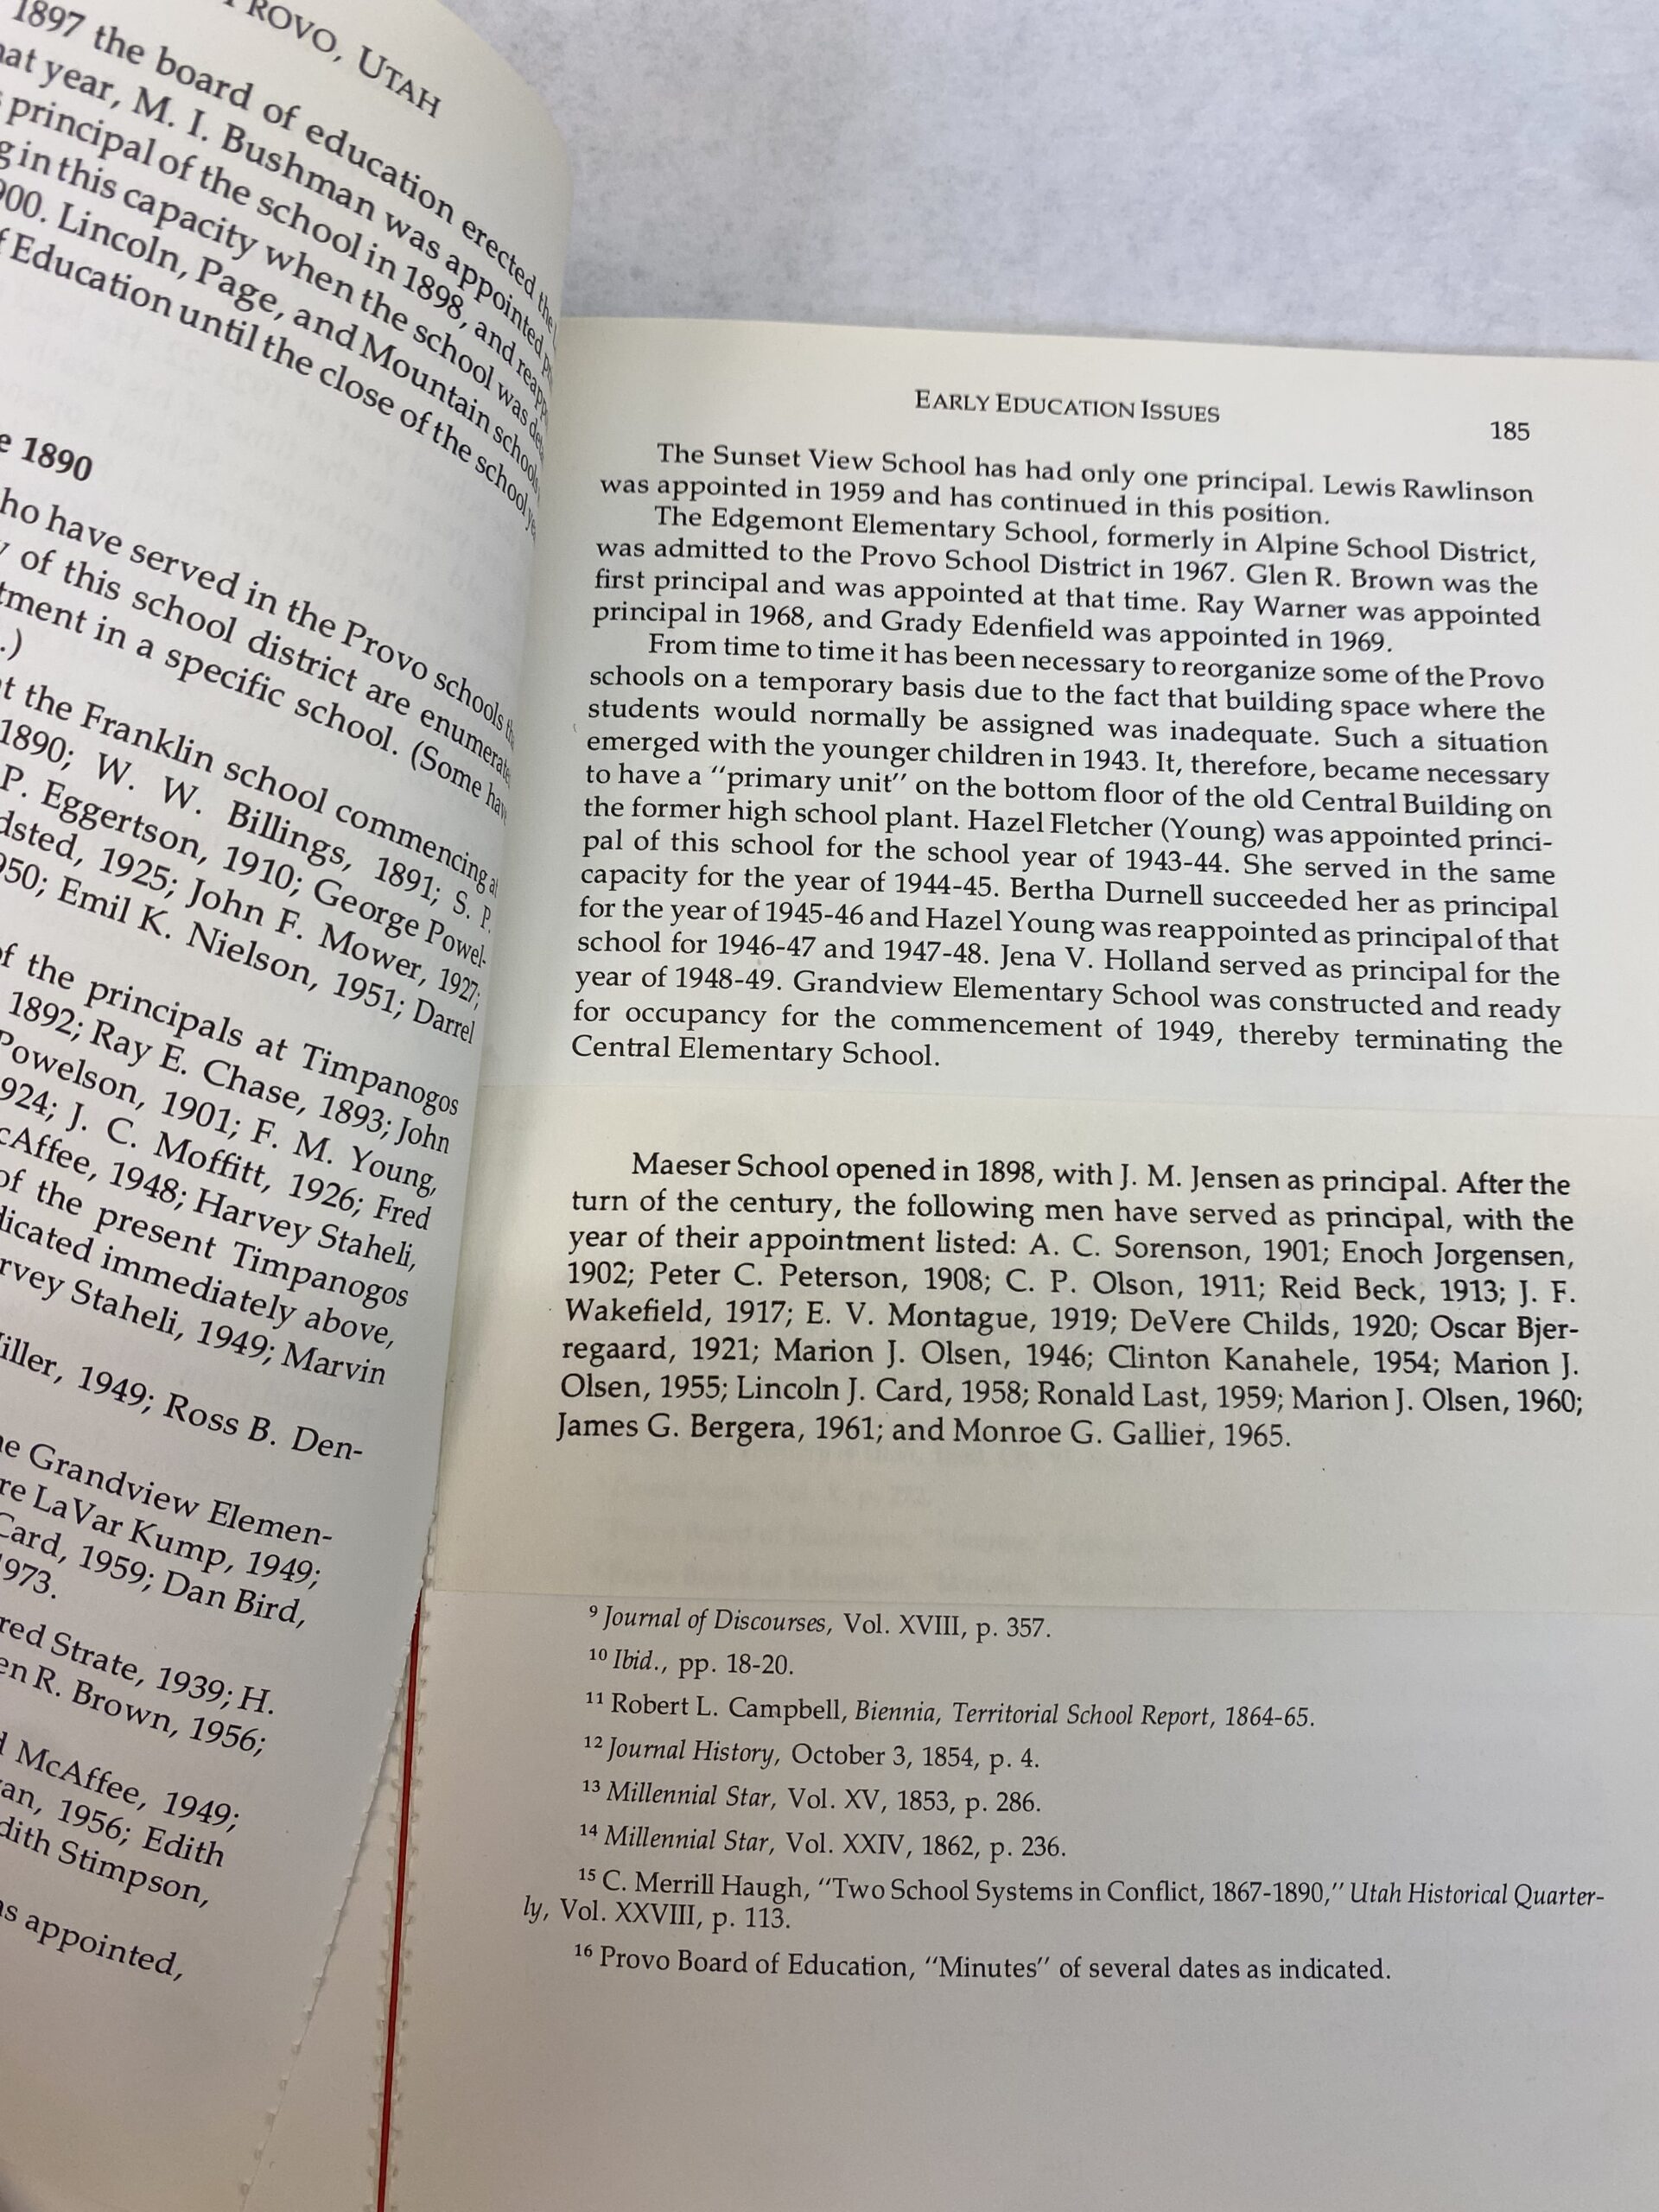 PROVO, UTAH
1897 the board of education erected the
year, M. I. Bushman was appointed
principal of the school in 1898, and
in this capacity when the school was
Lincoln, Page, and Mountain schools
Education until the close of the school
1890
have served in the Provo schools
of this school district are
in a specific school. (Some
.)
the Franklin school commencing
1890; W. W. Billings, 1891; S. P.
P. Eggertson, 1910; George Powel-
1925; John F. Mower, 1927;
Emil K. Nielson, 1951; Darrel
of the principals at Timpanogos
1892; Ray E. Chase, 1893; John
Powelson, 1901; F. M. Young,
J. C. Moffitt, 1926; Fred
1948; Harvey Staheli,
of the present Timpanogos
immediately above,
Staheli, 1949; Marvin
1949; Ross B. Den-
Grandview Elemen-
LaVar Kump, 1949;
Card, 1959; Dan Bird,
1973.
Strate, 1939; H.
R. Brown, 1956;
McAffee, 1949;
1956; Edith
Stimpson,
appointed,
EARLY EDUCATION ISSUES
185
The Sunset View School has had only one principal. Lewis Rawlinson
was appointed in 1959 and has continued in this position.
The Edgemont Elementary School, formerly in Alpine School District,
was admitted to the Provo School District in 1967. Glen R. Brown was the
first principal and was appointed at that time. Ray Warner was appointed
principal in 1968, and Grady Edenfield was appointed in 1969.
From time to time it has been necessary to reorganize some of the Provo
schools on a temporary basis due to the fact that building space where the
students would normally be assigned was inadequate. Such a situation
emerged with the younger children in 1943. It, therefore, became necessary
to have a "primary unit" on the bottom floor of the old Central Building on
the former high school plant. Hazel Fletcher (Young) was appointed princi-
pal of this school for the school year of 1943-44. She served in the same
capacity for the year of 1944-45. Bertha Durnell succeeded her as principal
for the year of 1945-46 and Hazel Young was reappointed as principal of that
school for 1946-47 and 1947-48. Jena V. Holland served as principal for the
year of 1948-49. Grandview Elementary School was constructed and ready
for occupancy for the commencement of 1949, thereby terminating the
Central Elementary School.
Maeser School opened in 1898, with J. M. Jensen as principal. After the
turn of the century, the following men have served as principal, with the
year of their appointment listed: A. C. Sorenson, 1901; Enoch Jorgensen,
1902; Peter C. Peterson, 1908; C. P. Olson, 1911; Reid Beck, 1913; J. F.
Wakefield, 1917; E. V. Montague, 1919; DeVere Childs, 1920; Oscar Bjer-
regaard, 1921; Marion J. Olsen, 1946; Clinton Kanahele, 1954; Marion J.
Olsen, 1955; Lincoln J. Card, 1958; Ronald Last, 1959; Marion J. Olsen, 1960;
James G. Bergera, 1961; and Monroe G. Gallier, 1965.
9 Journal of Discourses, Vol. XVIII, p. 357.
10 Ibid., pp. 18-20.
11 Robert L. Campbell, Biennia, Territorial School Report, 1864-65.
12 Journal History, October 3, 1854, p. 4.
13 Millennial Star, Vol. XV, 1853, p. 286.
14 Millennial Star, Vol. XXIV, 1862, p. 236.
15 C. Merrill Haugh, "Two School Systems in Conflict, 1867-1890," Utah Historical Quarter-
ly, Vol. XXVIII, p. 113.
16 Provo Board of Education, "Minutes" of several dates as indicated.